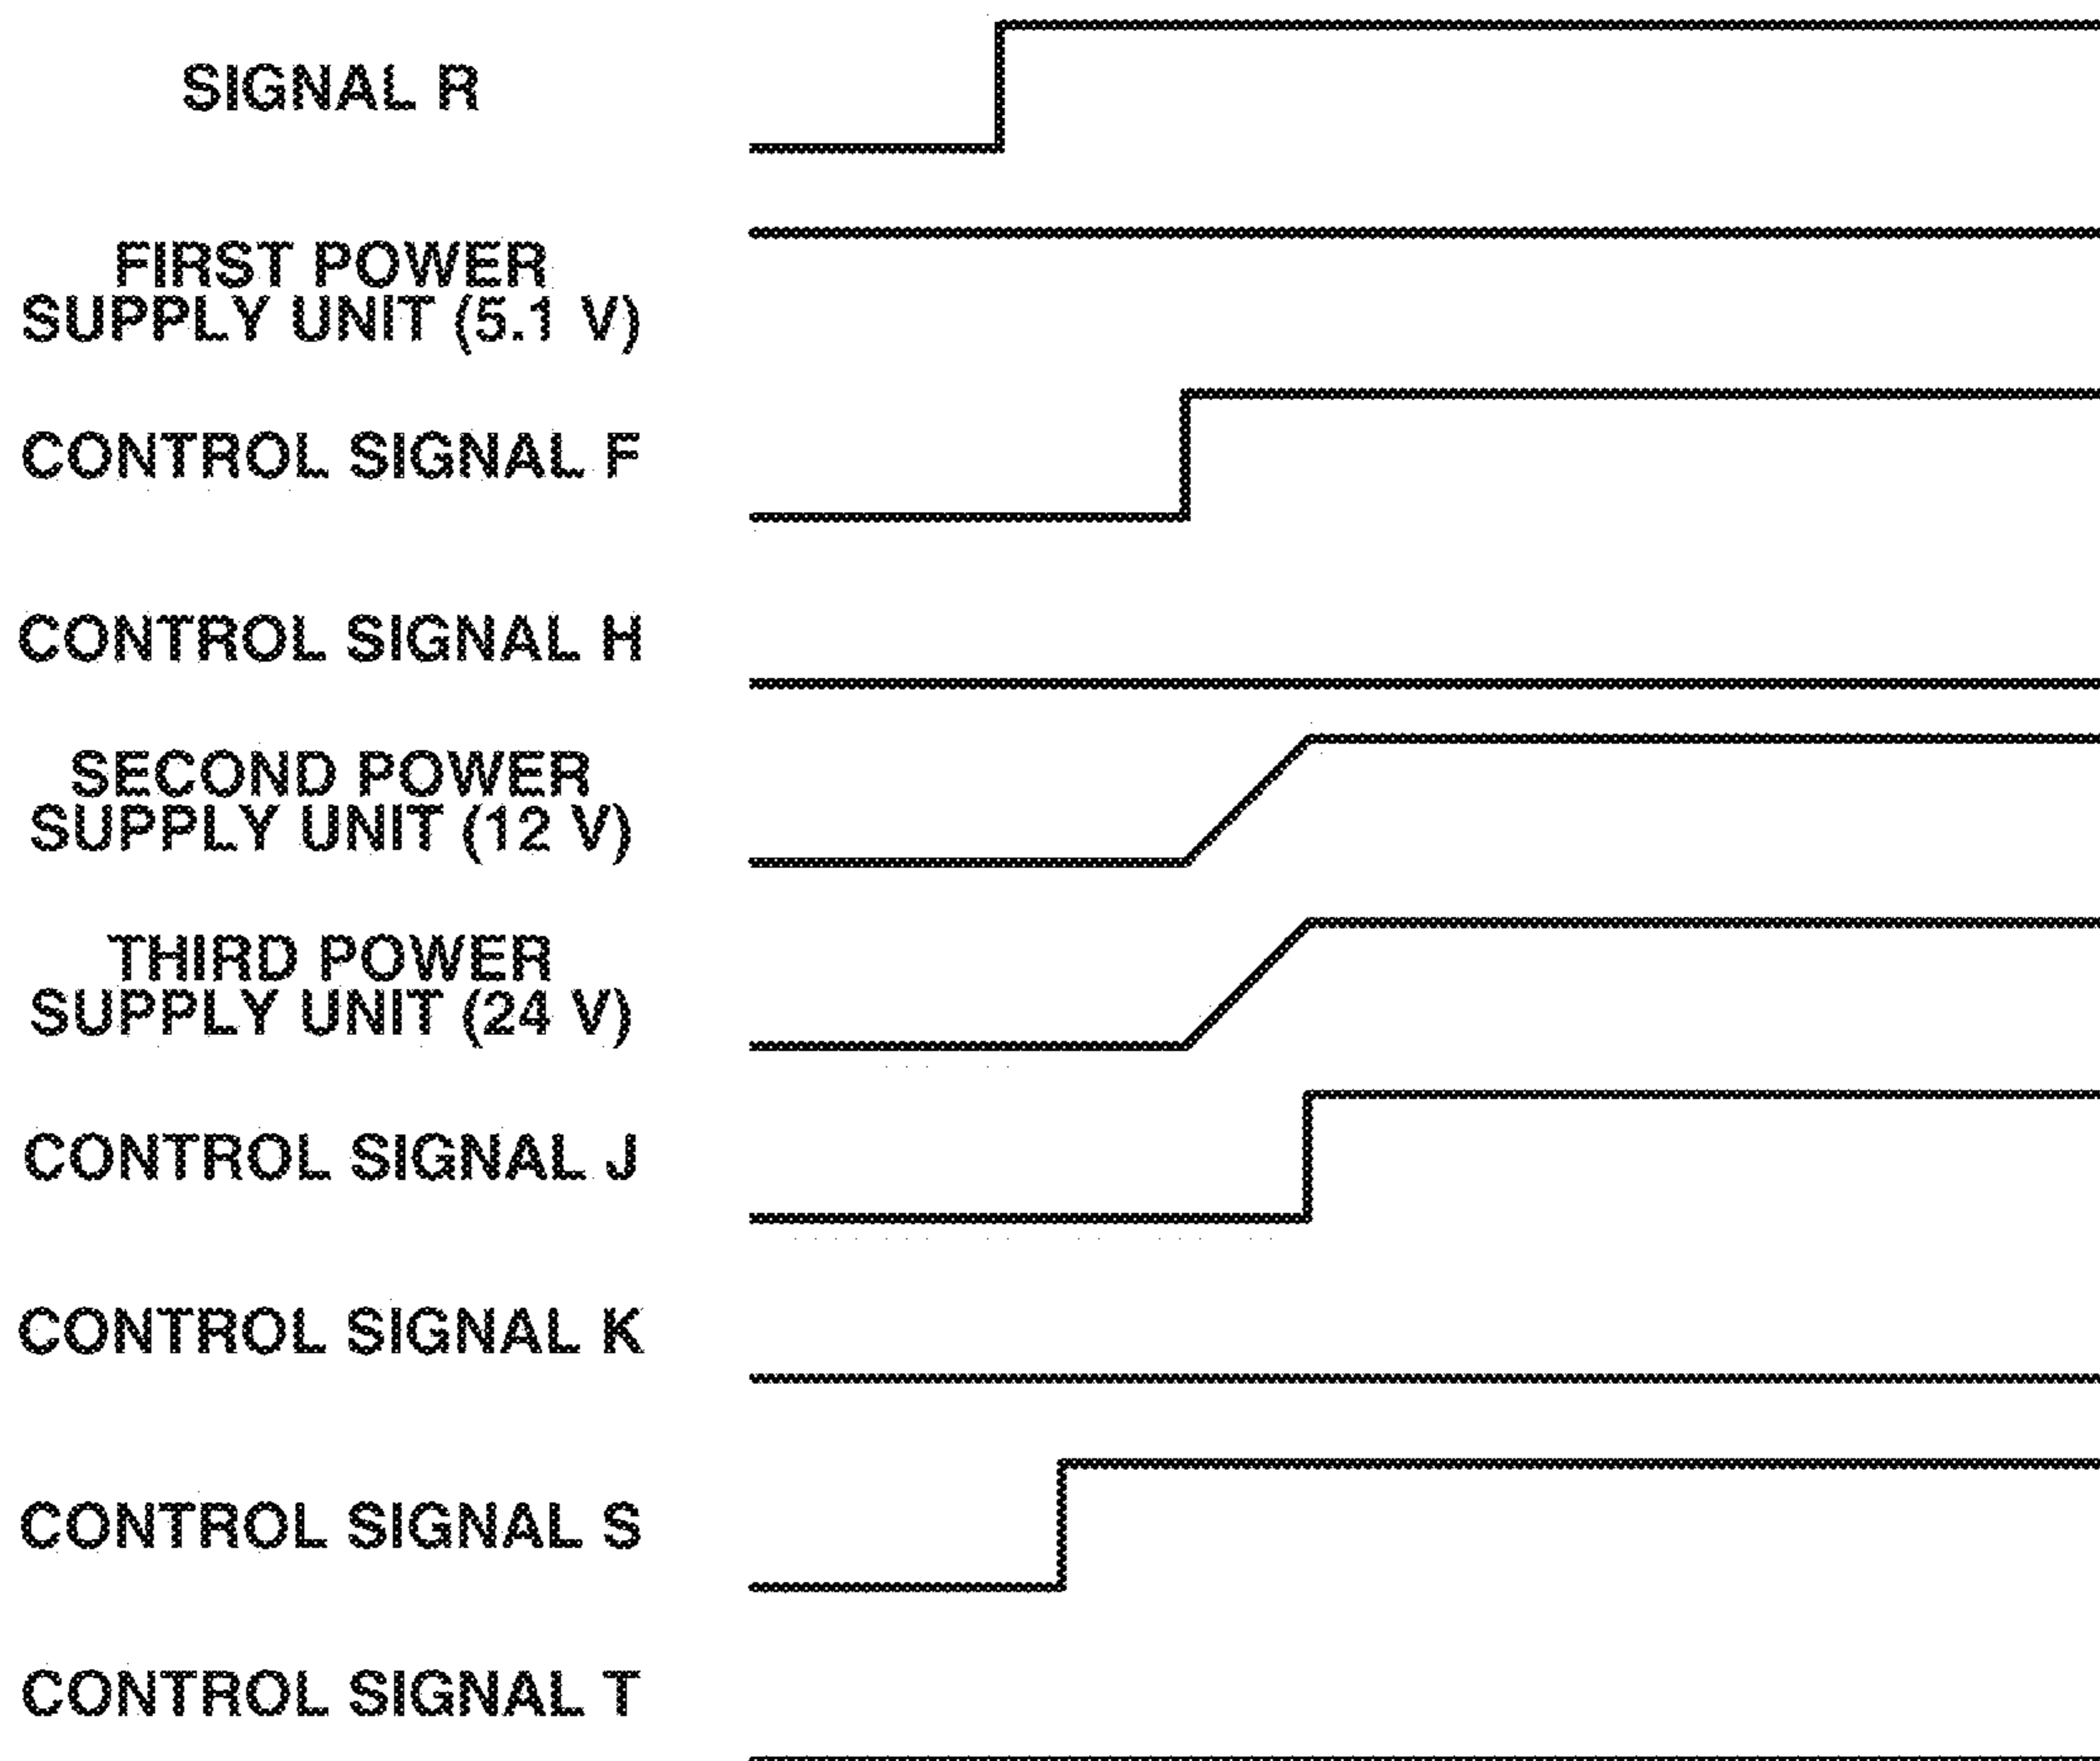 SIGNAL R
FIRST POWER
SUPPLY UNIT (5.1 V)
CONTROL SIGNAL F
CONTROL SIGNAL H
SECOND POWER
SUPPLY UNIT (12 V)
THIRD POWER
SUPPLY UNIT (24 V)
CONTROL SIGNAL J
CONTROL SIGNAL K
CONTROL SIGNAL S
CONTROL SIGNAL T